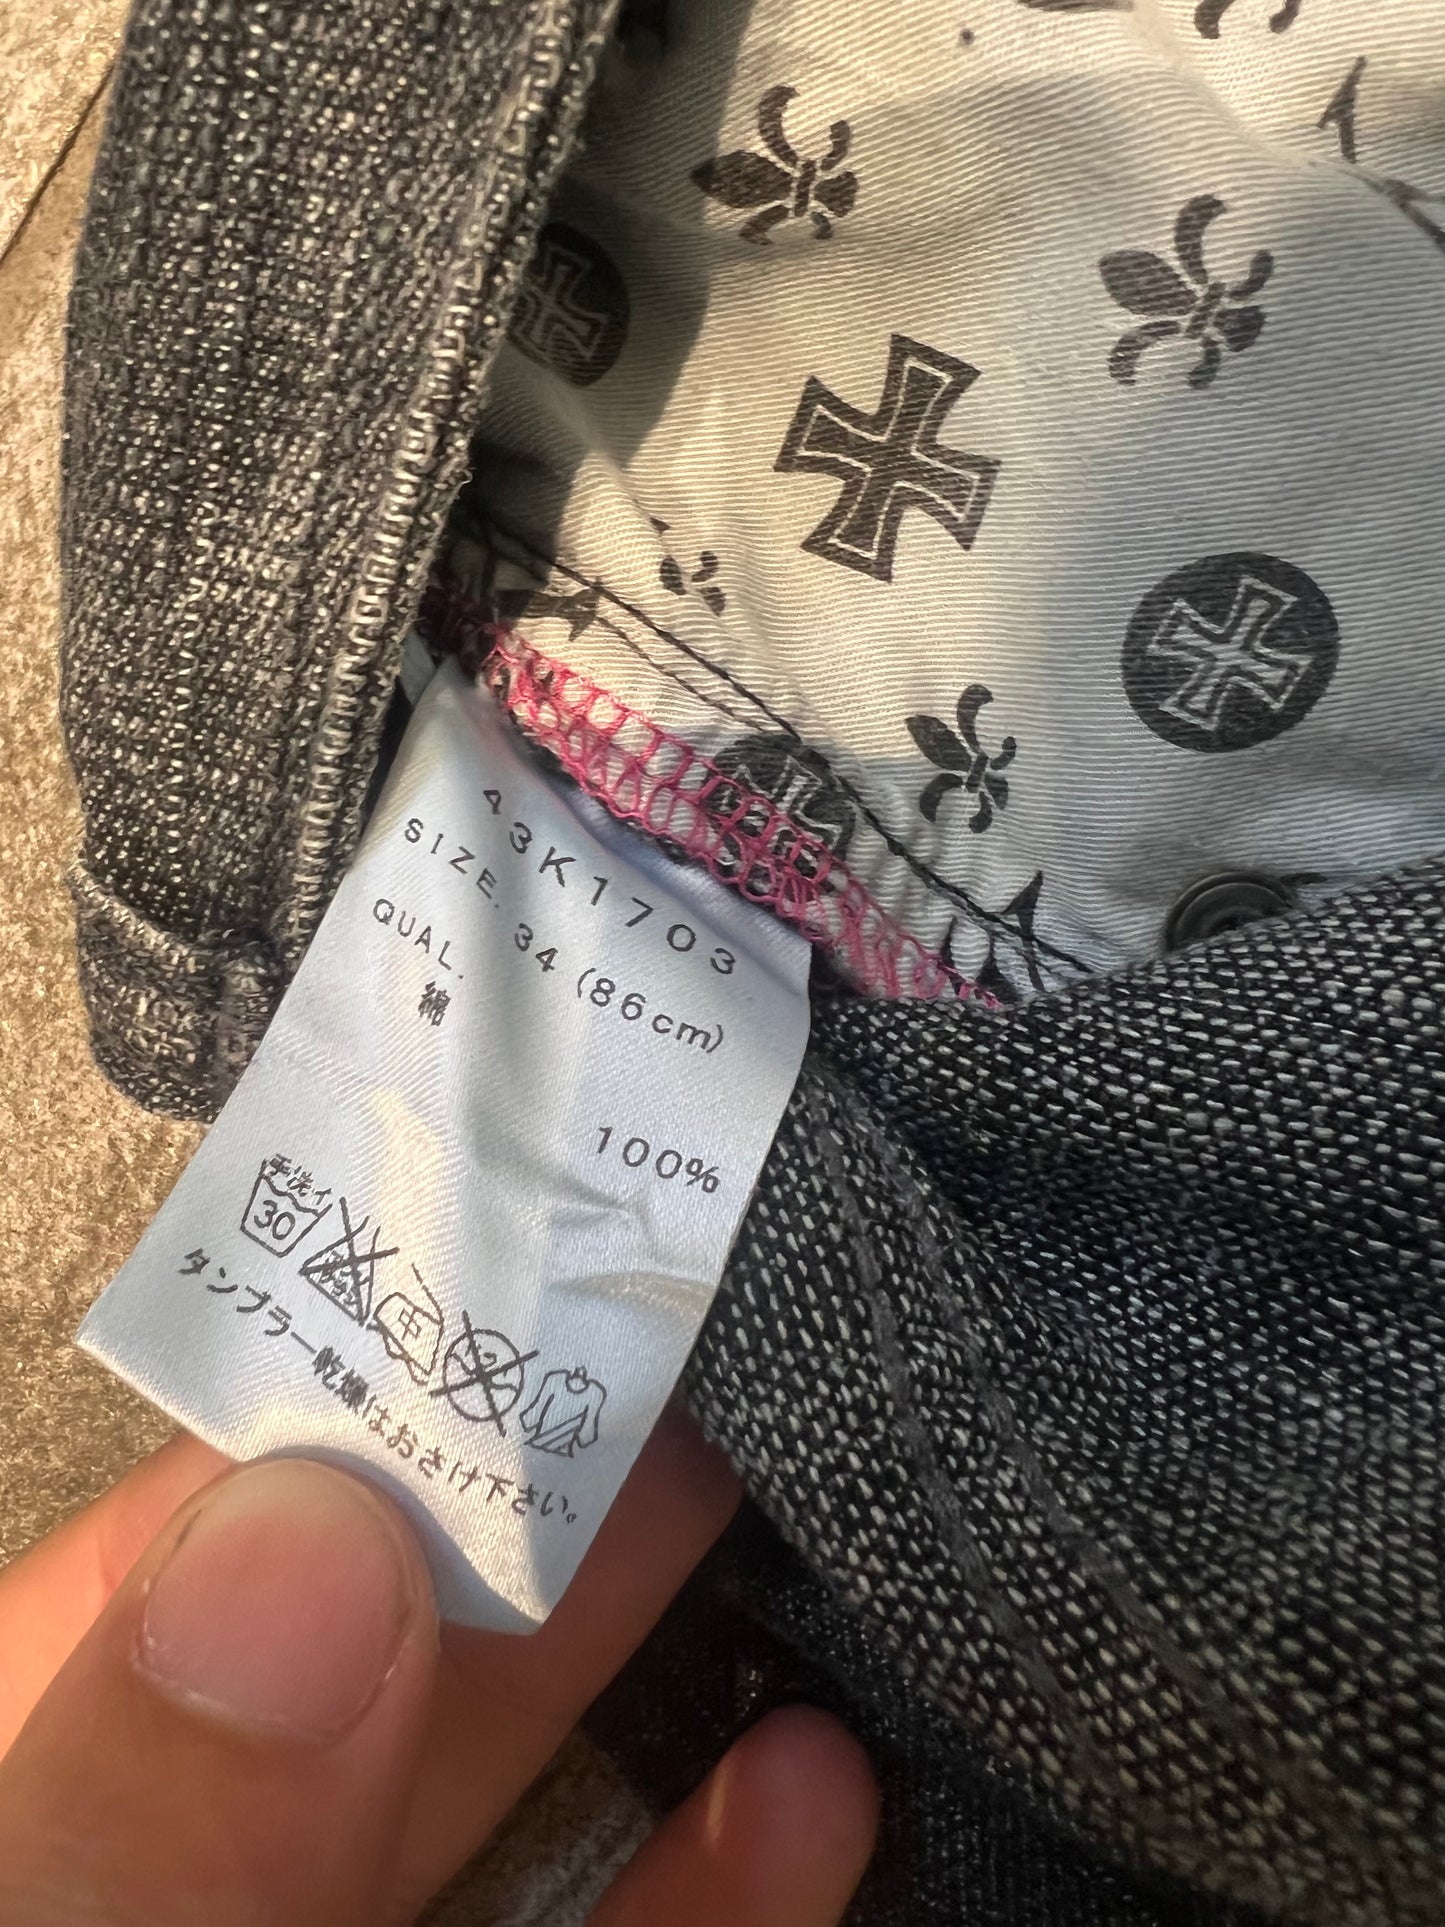 43K1703
SIZE. 34 (86cm)
QUAL.
綿 100%
手洗イ
30
中
タンブラー乾燥はおさけ下さい。